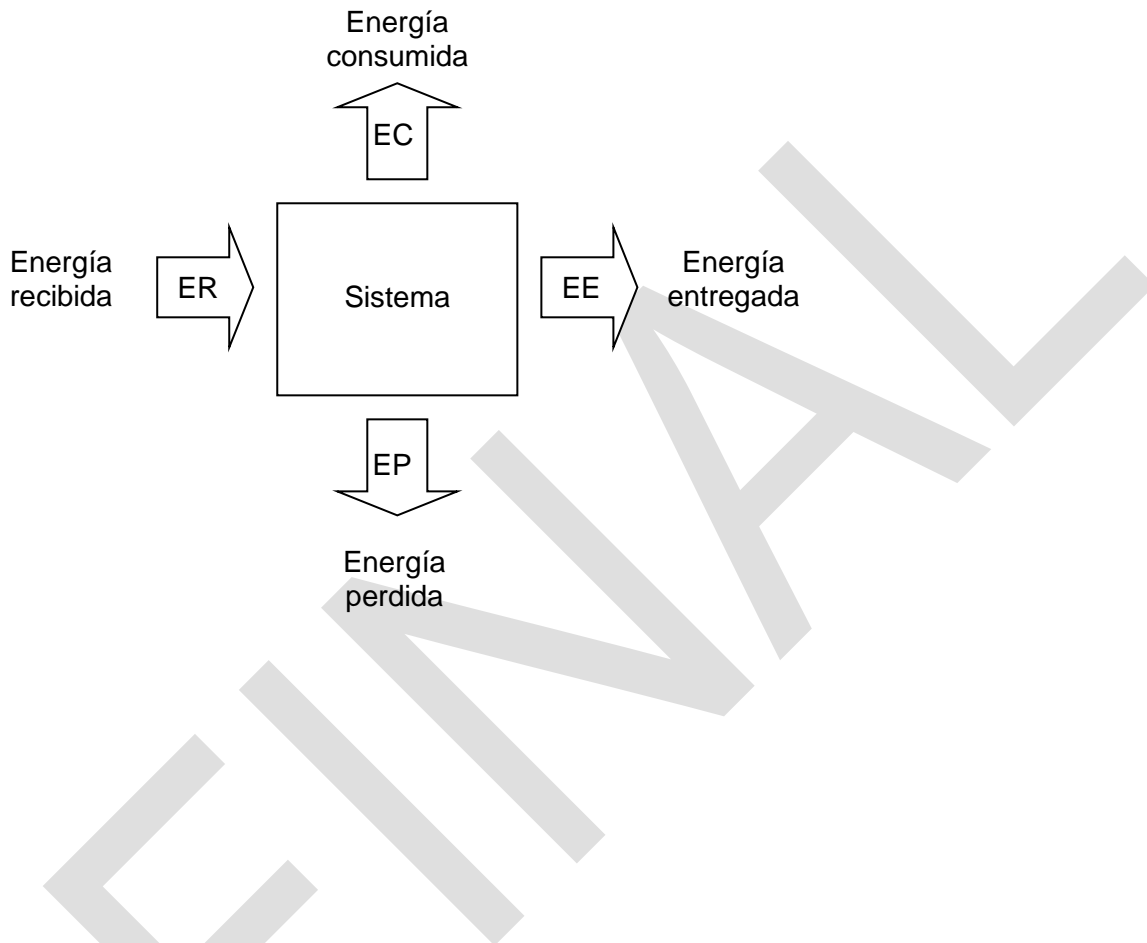 Energía
consumida
EC
Energía
recibida
ER
Sistema
EE
Energía
entregada
EP
Energía
perdida
FINAL